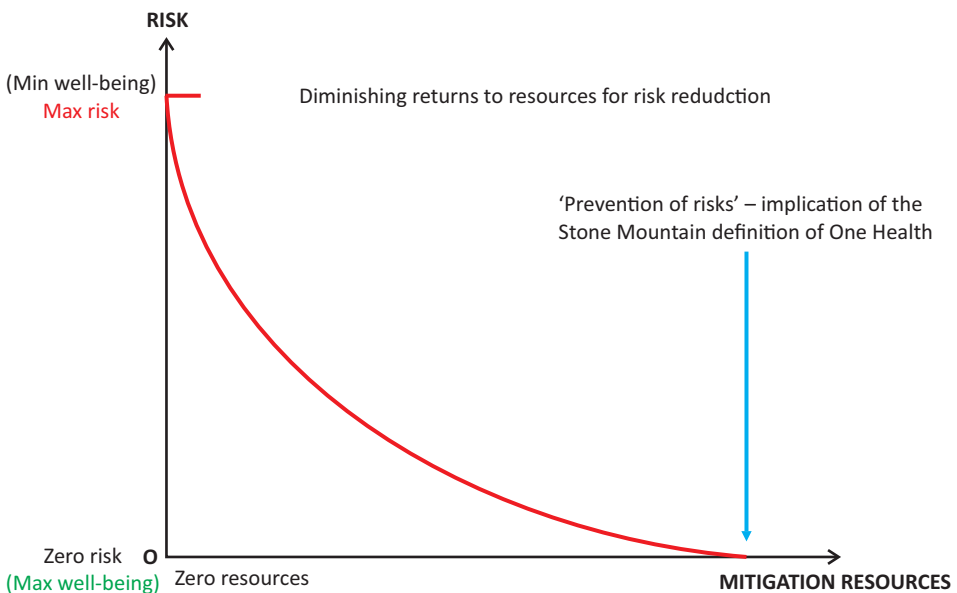 RISK
(Min well-being)
Max risk
Diminishing returns to resources for risk redudction
‘Prevention of risks’ – implication of the
Stone Mountain definition of One Health
Zero risk O
(Max well-being)
Zero resources
MITIGATION RESOURCES